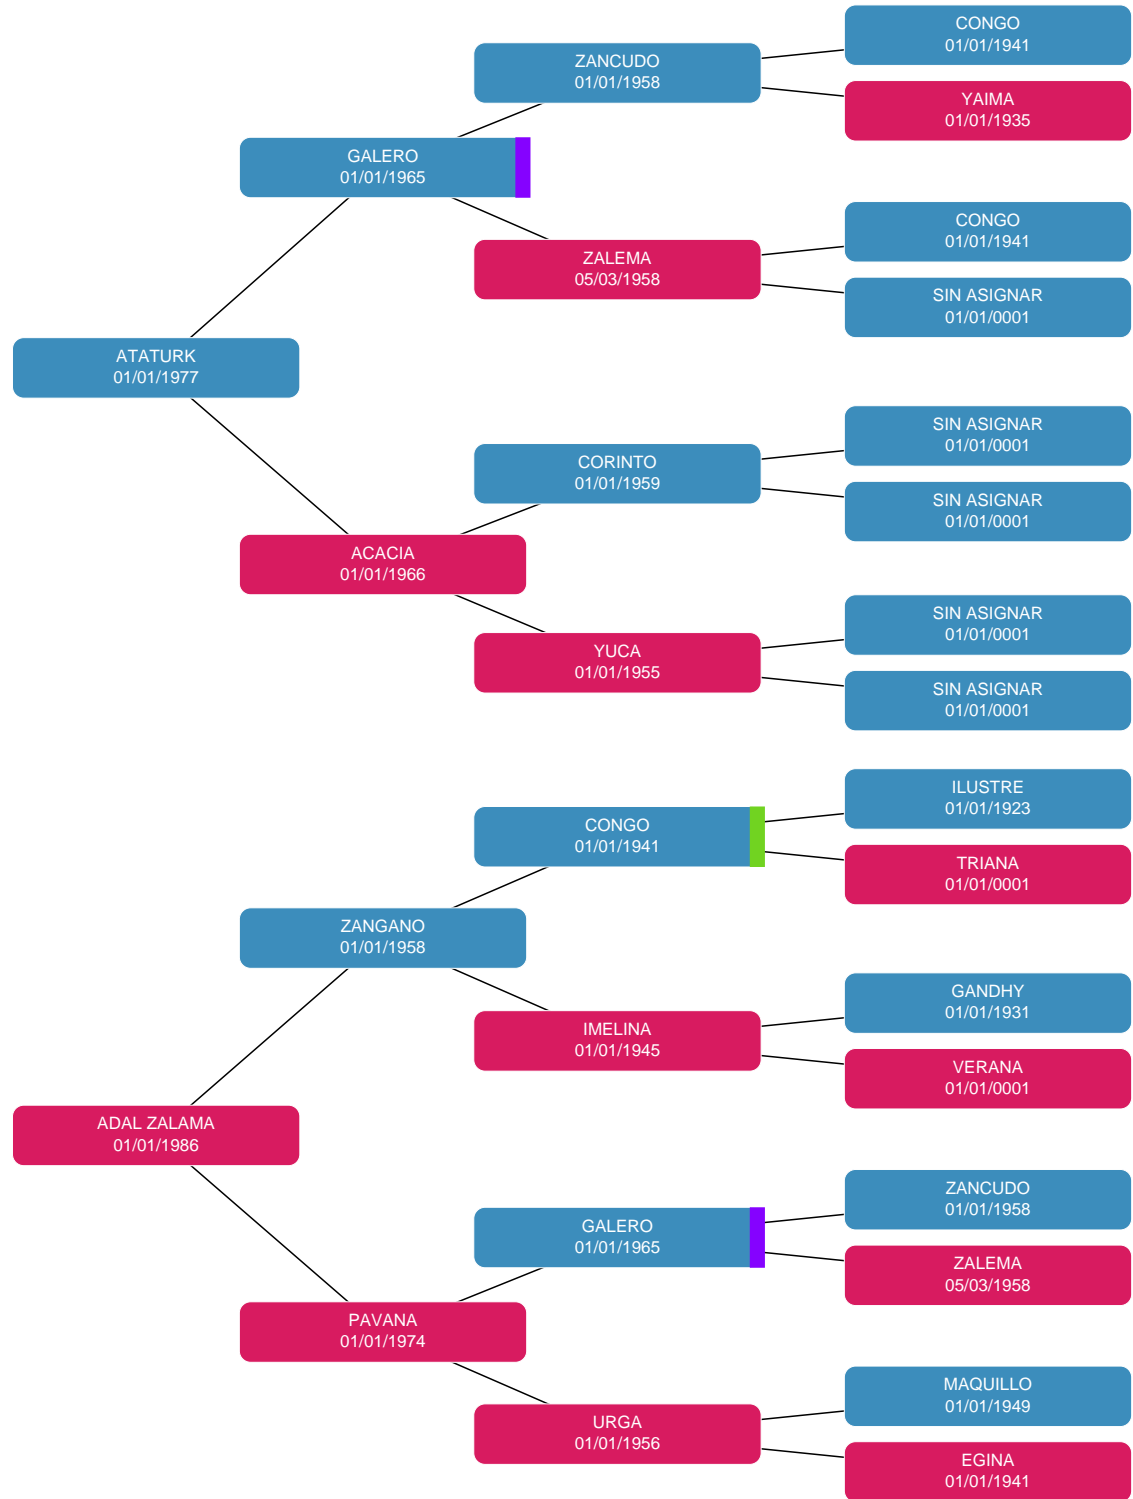 CONGO
01/01/1941
ZANCUDO
01/01/1958
YAIMA
01/01/1935
GALERO
01/01/1965
CONGO
01/01/1941
ZALEMA
05/03/1958
SIN ASIGNAR
01/01/0001
ATATURK
01/01/1977
SIN ASIGNAR
01/01/0001
CORINTO
01/01/1959
SIN ASIGNAR
01/01/0001
ACACIA
01/01/1966
SIN ASIGNAR
01/01/0001
YUCA
01/01/1955
SIN ASIGNAR
01/01/0001
ILUSTRE
01/01/1923
CONGO
01/01/1941
TRIANA
01/01/0001
ZANGANO
01/01/1958
GANDHY
01/01/1931
IMELINA
01/01/1945
VERANA
01/01/0001
ADAL ZALAMA
01/01/1986
ZANCUDO
01/01/1958
GALERO
01/01/1965
ZALEMA
05/03/1958
PAVANA
01/01/1974
MAQUILLO
01/01/1949
URGA
01/01/1956
EGINA
01/01/1941